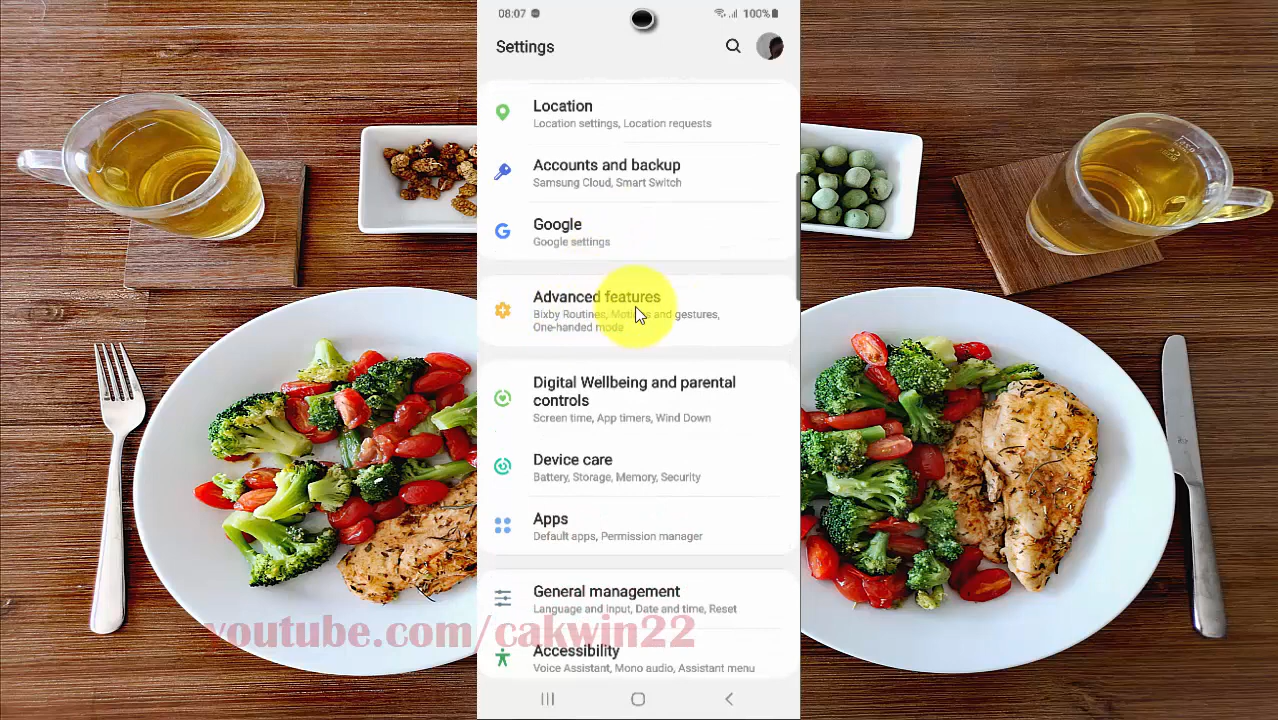 08:07
100%
Settings
Location
Location settings, Location requests
Accounts and backup
Samsung Cloud, Smart Switch
Google
Google settings
Advanced features
Bixby Routines, Motions and gestures,
One-handed mode
Digital Wellbeing and parental
controls
Screen time, App timers, Wind Down
Device care
Battery, Storage, Memory, Security
Apps
Default apps, Permission manager
General management
Language and input, Date and time, Reset
youtube.com/cakwin22
Accessibility
Voice Assistant, Mono audio, Assistant menu